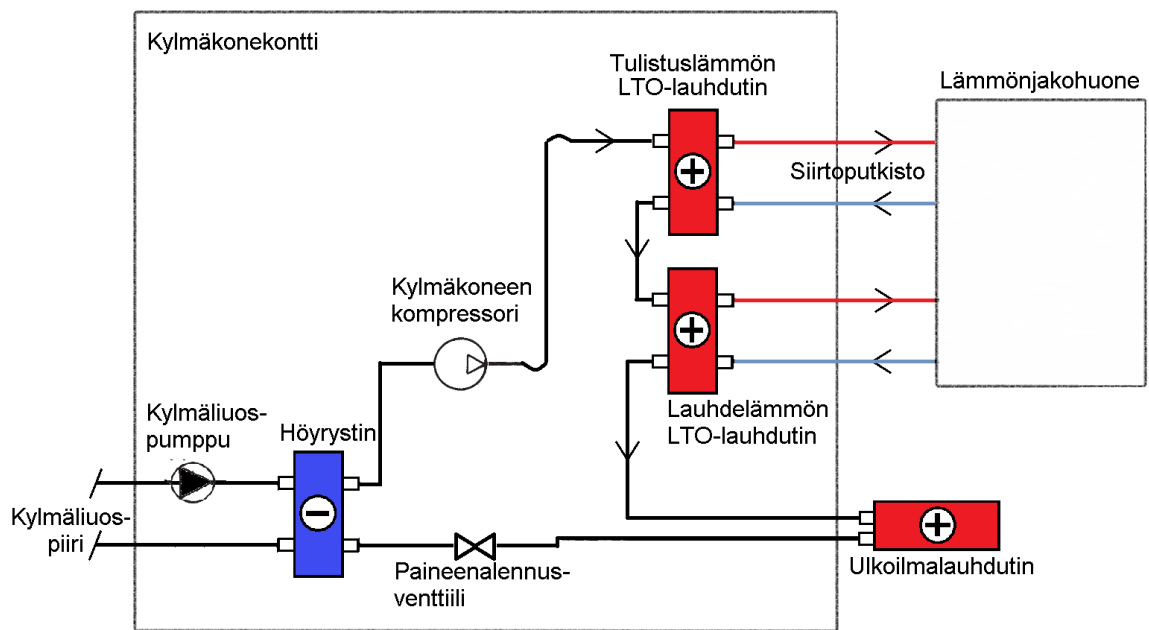 Kylmäkonekontti
Tulistuslämmön
LTO-lauhdutin
Lämmönjakohuone
Siirtoputkisto
Kylmäkoneen
kompressori
Lauhdelämmön
LTO-lauhdutin
Kylmäliuos-
pumppu
Höyrystin
Kylmäliuos-
piiri
Paineenalennus-
venttiili
Ulkoilmalauhdutin